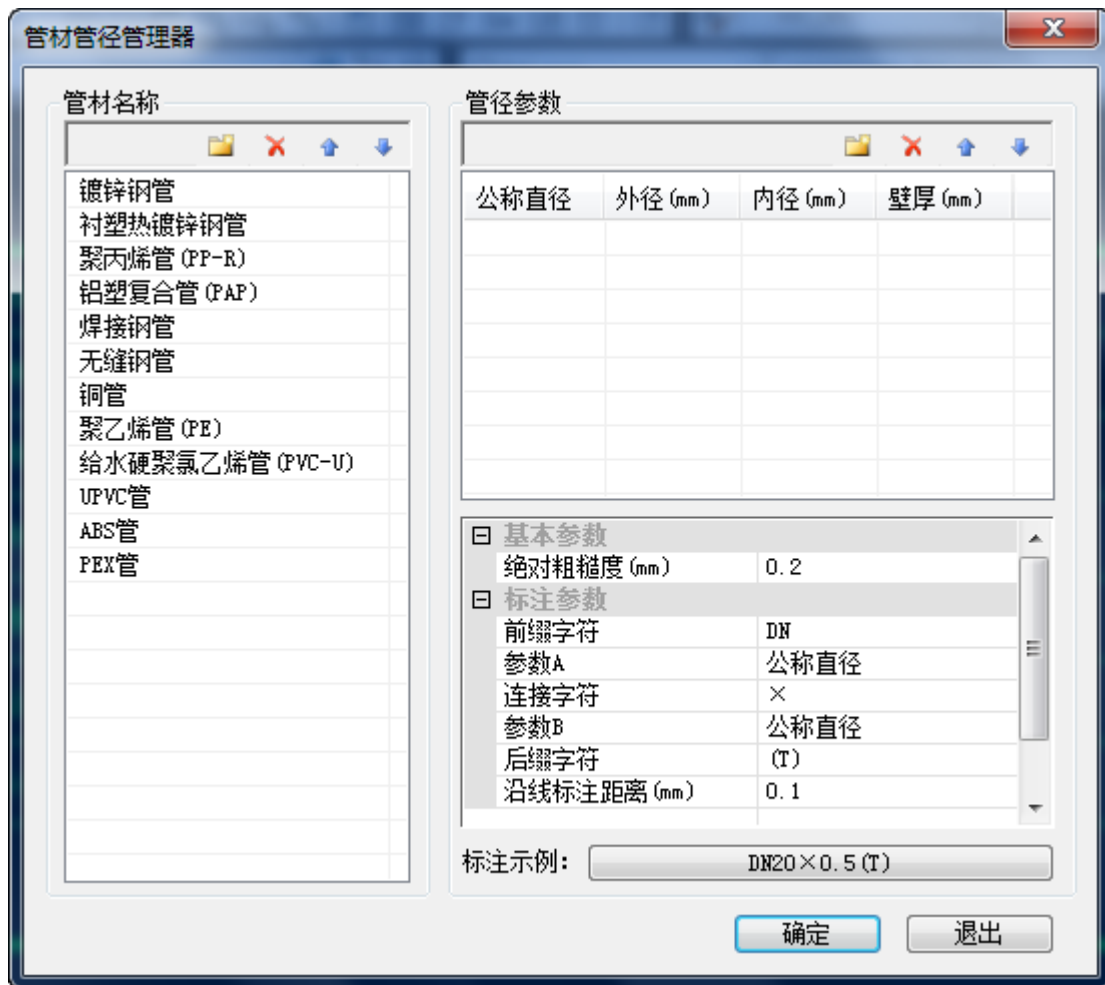 管材管径管理器
管材名称
镀锌钢管
衬塑热镀锌钢管
聚丙烯管(PP-R)
铝塑复合管(PAP)
焊接钢管
无缝钢管
铜管
聚乙烯管(PE)
给水硬聚氯乙烯管(PVC-U)
UPVC管
ABS管
PEX管
管径参数
公称直径 外径(mm) 内径(mm) 壁厚(mm)
基本参数
绝对粗糙度(mm) 0.2
标注参数
前缀字符 DN
参数A 公称直径
连接字符 ×
参数B 公称直径
后缀字符 (T)
沿线标注距离(mm) 0.1
标注示例: DN20×0.5(T)
确定 退出